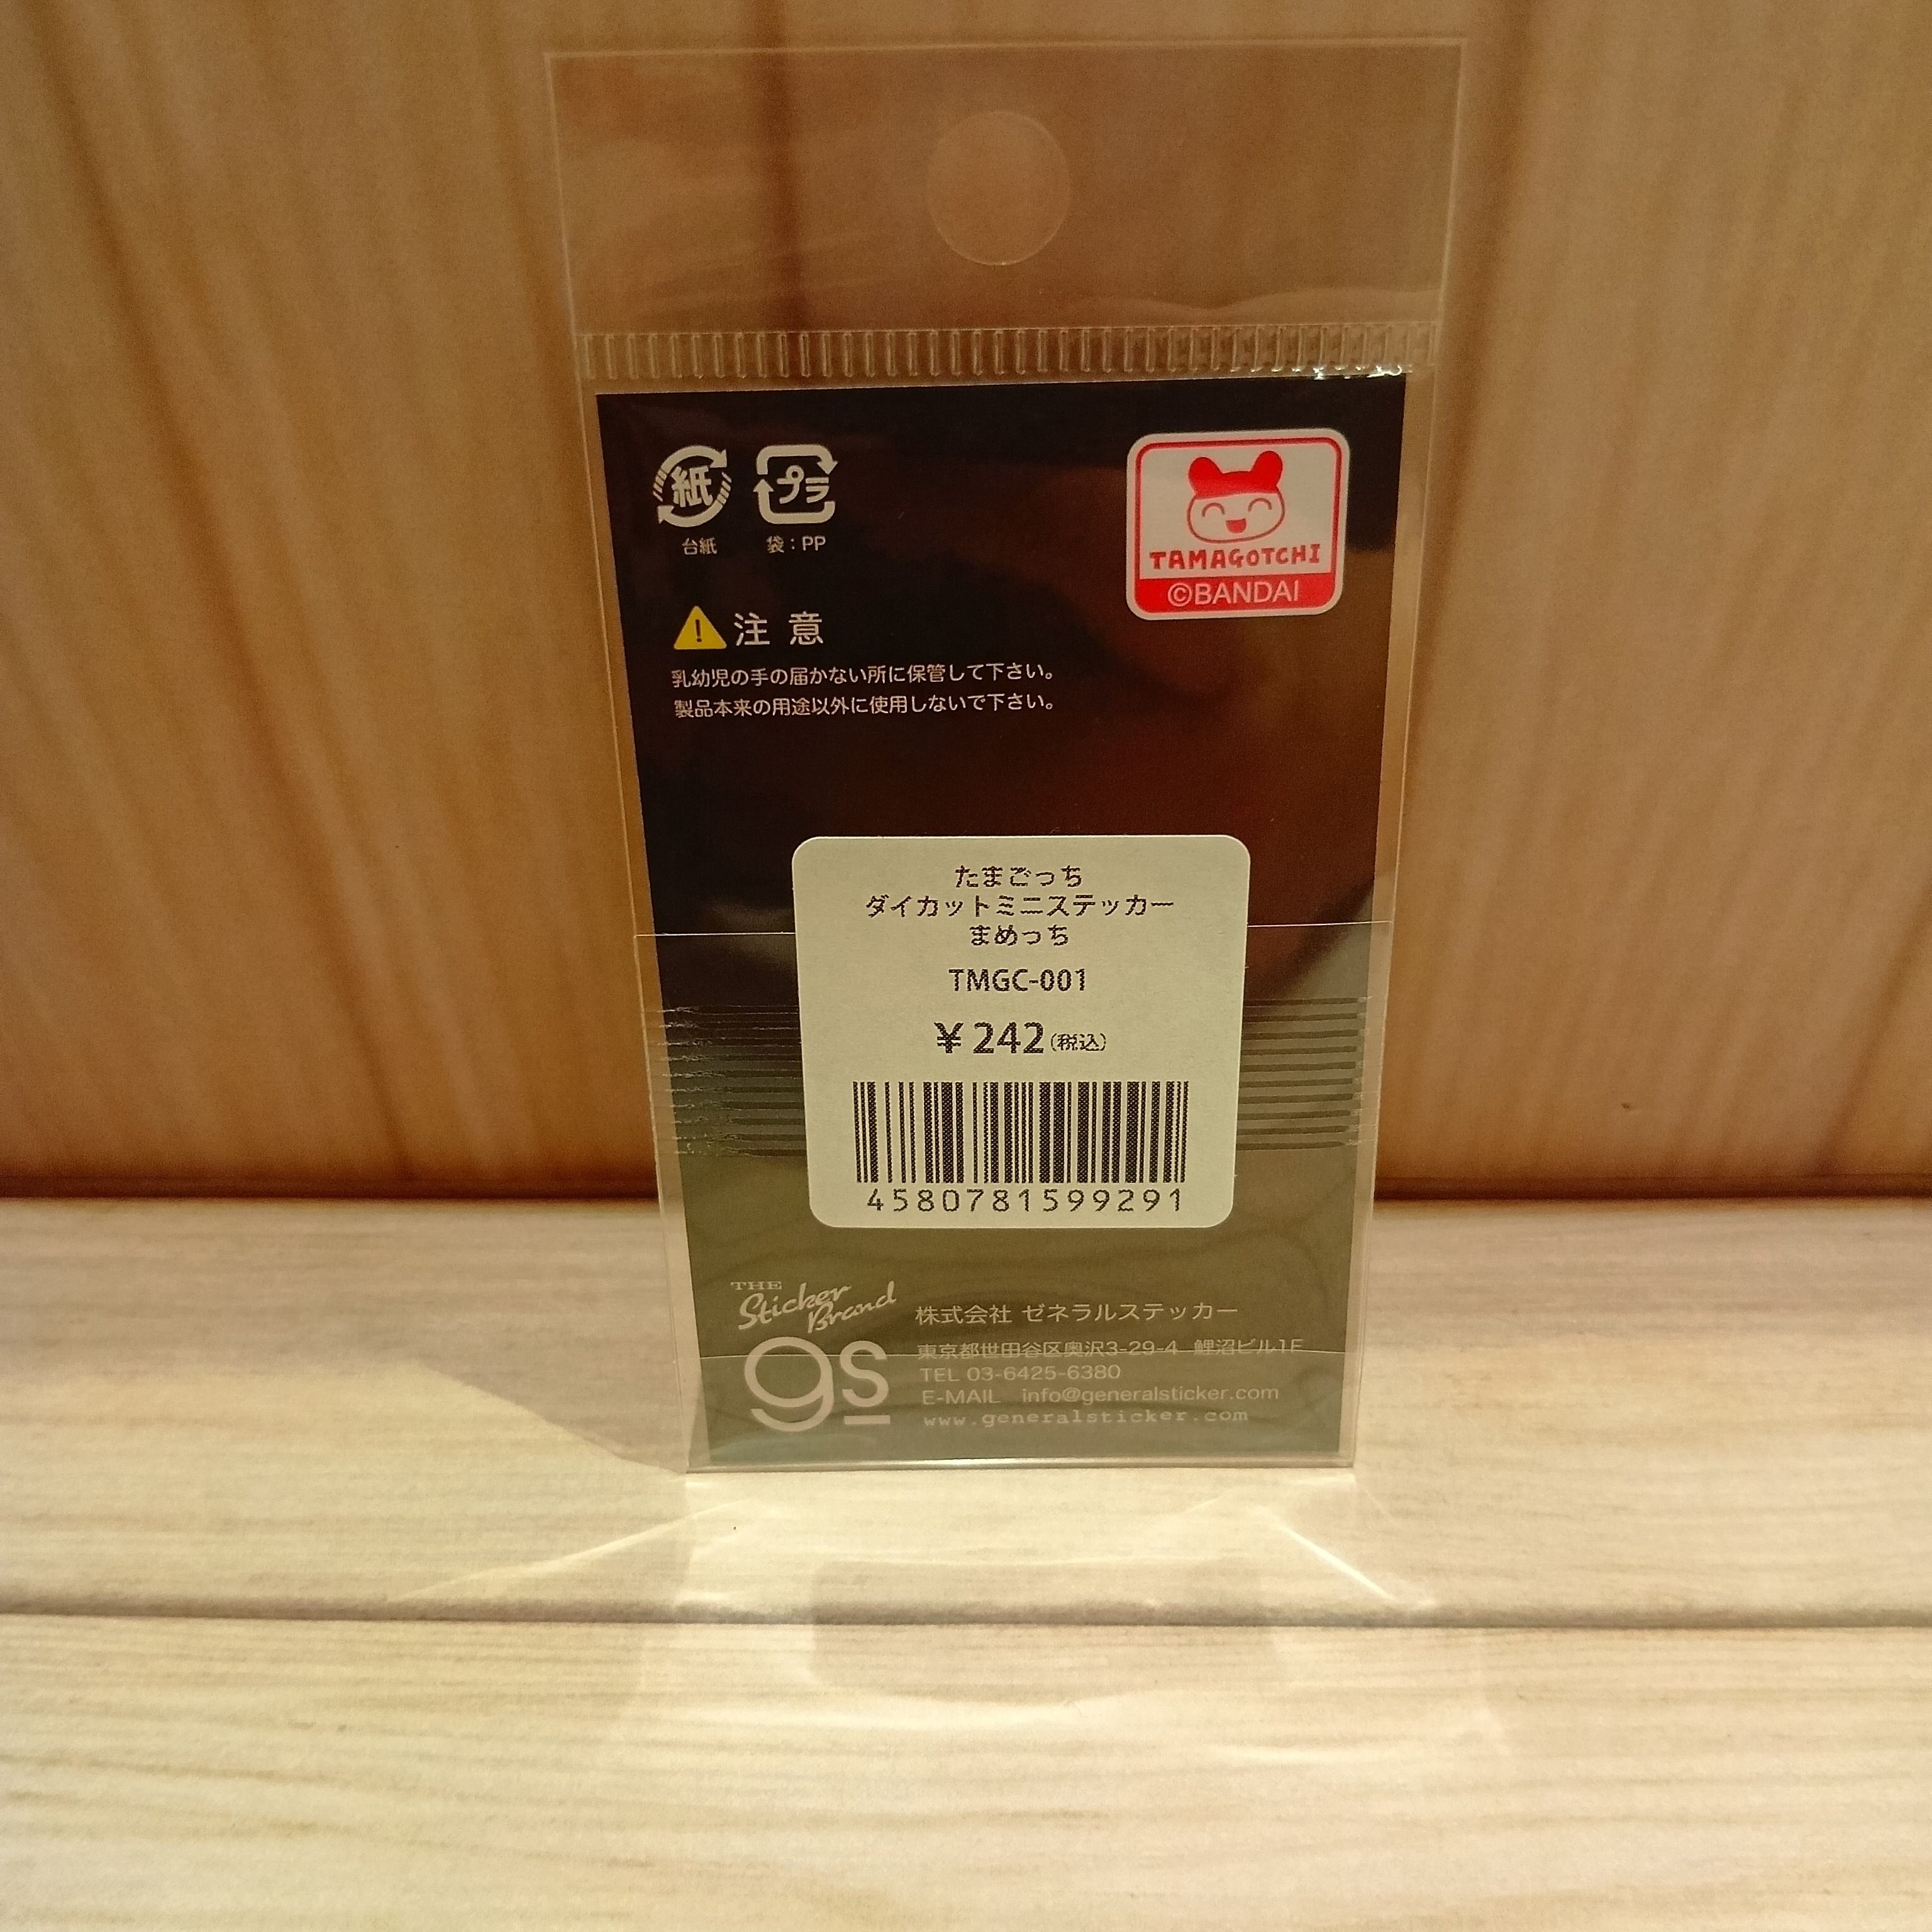 紙 プラ
台紙 袋：PP
TAMAGOTCHI
©BANDAI
注意
乳幼児の手の届かない所に保管して下さい。
製品本来の用途以外に使用しないで下さい。
たまごっち
ダイカットミニステッカー
まめっち
TMGC-001
¥242(税込)
4580781599291
THE
Sticker
Brand
gs
株式会社 ゼネラルステッカー
東京都世田谷区奥沢3-29-4 鯉沼ビル1F
TEL 03-6425-6380
E-MAIL info@generalsticker.com
www.generalsticker.com